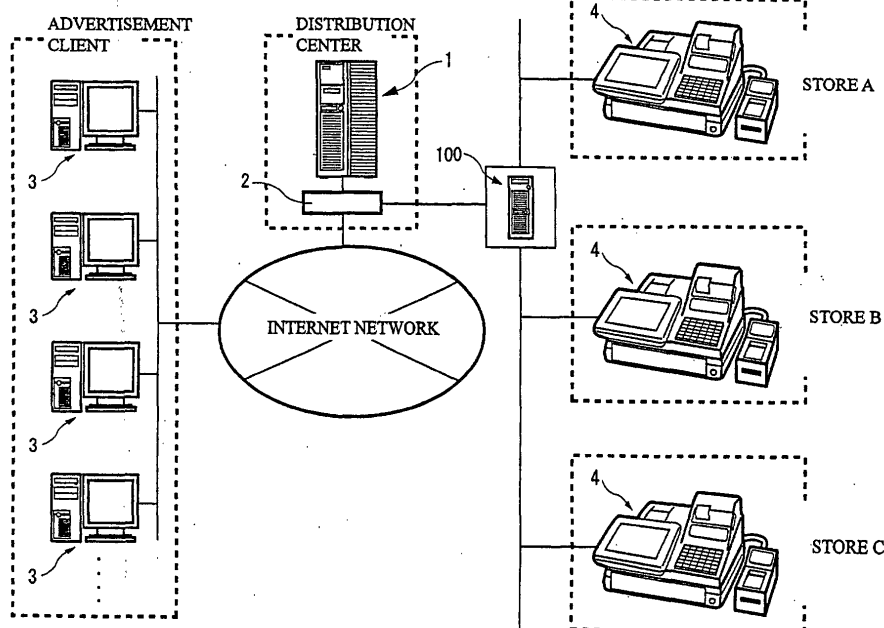 ADVERTISEMENT
CLIENT
DISTRIBUTION
CENTER
1
2
100
3
3
3
3
INTERNET NETWORK
4
STORE A
4
STORE B
4
STORE C